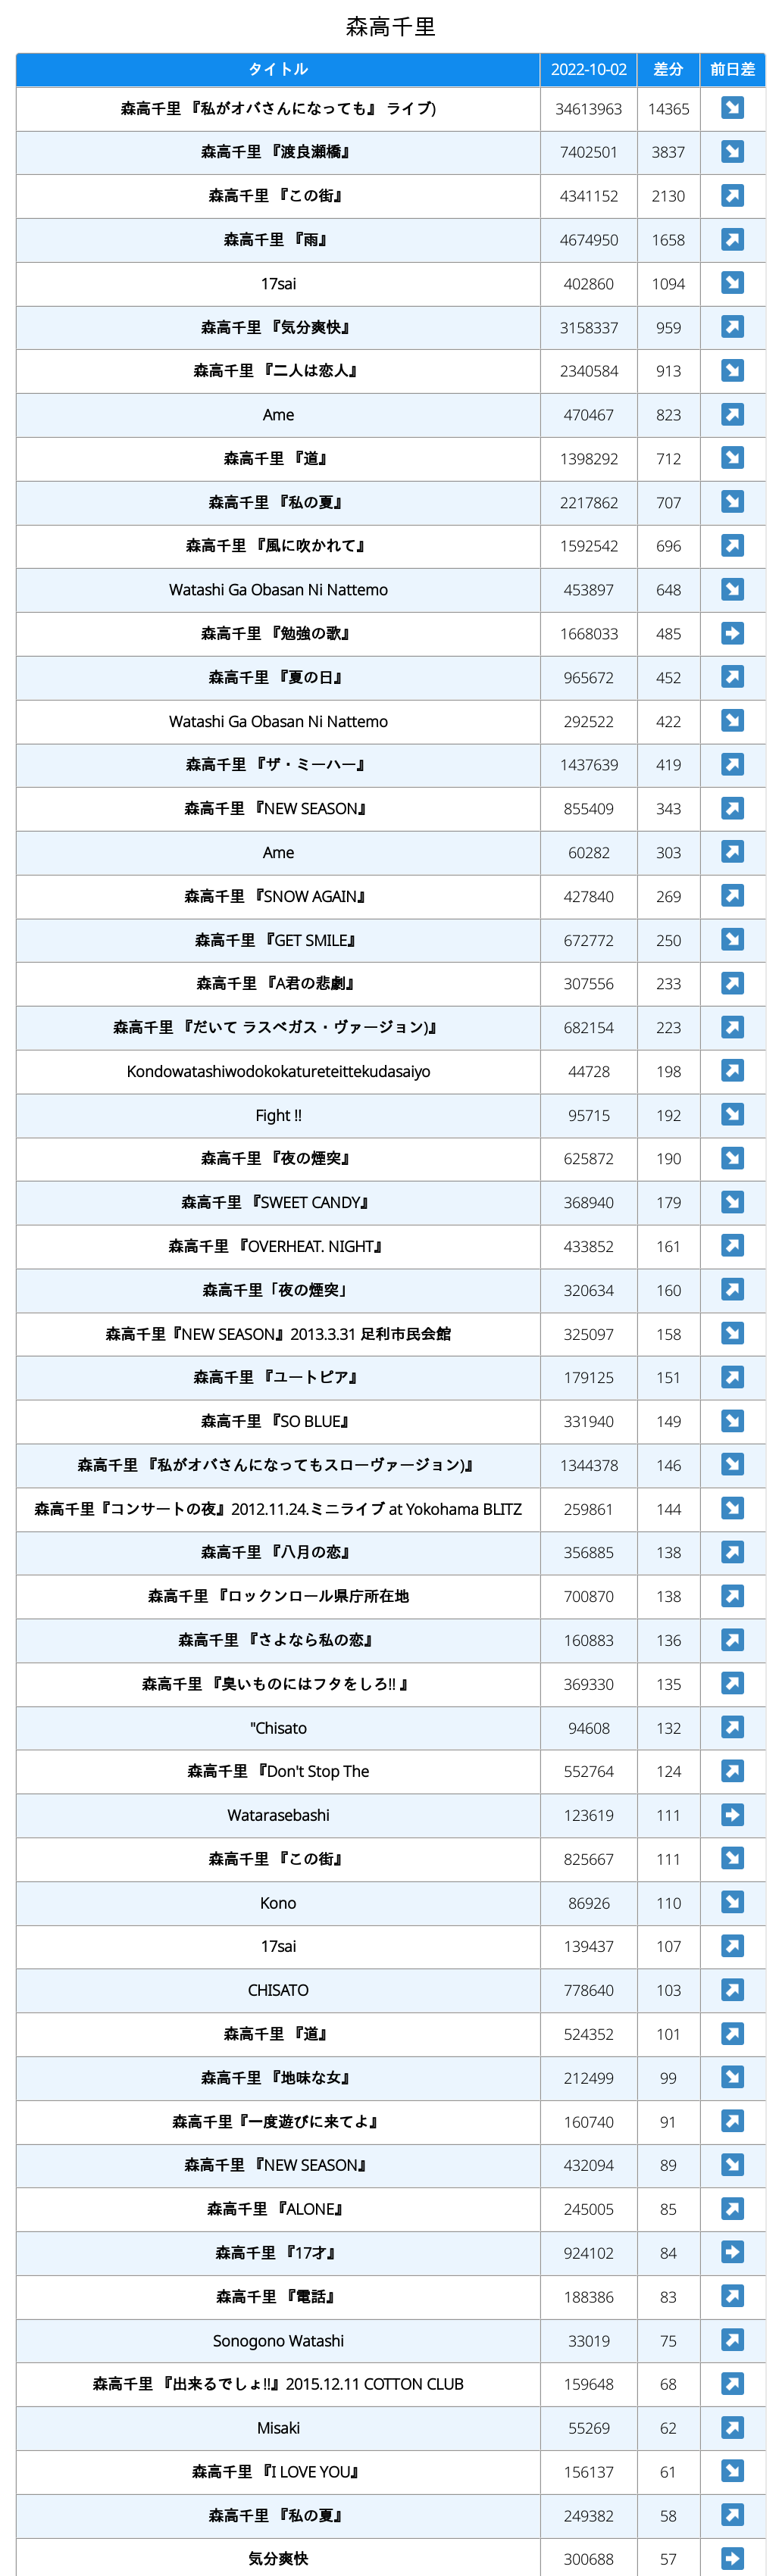 森高千里
タイトル 2022-10-02 差分 前日差
森高千里 『私がオバさんになっても』 ライブ) 34613963 14365 ↘
森高千里 『渡良瀬橋』 7402501 3837 ↘
森高千里 『この街』 4341152 2130 ↗
森高千里 『雨』 4674950 1658 ↗
17sai 402860 1094 ↘
森高千里 『気分爽快』 3158337 959 ↗
森高千里 『二人は恋人』 2340584 913 ↘
Ame 470467 823 ↗
森高千里 『道』 1398292 712 ↘
森高千里 『私の夏』 2217862 707 ↘
森高千里 『風に吹かれて』 1592542 696 ↗
Watashi Ga Obasan Ni Nattemo 453897 648 ↘
森高千里 『勉強の歌』 1668033 485 ➡
森高千里 『夏の日』 965672 452 ↗
Watashi Ga Obasan Ni Nattemo 292522 422 ↘
森高千里 『ザ・ミーハー』 1437639 419 ↗
森高千里 『NEW SEASON』 855409 343 ↗
Ame 60282 303 ↗
森高千里 『SNOW AGAIN』 427840 269 ↗
森高千里 『GET SMILE』 672772 250 ↘
森高千里 『A君の悲劇』 307556 233 ↗
森高千里 『だいて ラスベガス・ヴァージョン)』 682154 223 ↗
Kondowatashiwodokokatureteittekudasaiyo 44728 198 ↗
Fight !! 95715 192 ↘
森高千里 『夜の煙突』 625872 190 ↘
森高千里 『SWEET CANDY』 368940 179 ↘
森高千里 『OVERHEAT. NIGHT』 433852 161 ↗
森高千里「夜の煙突」 320634 160 ↗
森高千里『NEW SEASON』2013.3.31 足利市民会館 325097 158 ↘
森高千里 『ユートピア』 179125 151 ↗
森高千里 『SO BLUE』 331940 149 ↘
森高千里 『私がオバさんになってもスローヴァージョン)』 1344378 146 ↘
森高千里『コンサートの夜』2012.11.24.ミニライブ at Yokohama BLITZ 259861 144 ↘
森高千里 『八月の恋』 356885 138 ↗
森高千里 『ロックンロール県庁所在地 700870 138 ↗
森高千里 『さよなら私の恋』 160883 136 ↗
森高千里 『臭いものにはフタをしろ!! 』 369330 135 ↗
"Chisato 94608 132 ↗
森高千里 『Don't Stop The 552764 124 ↗
Watarasebashi 123619 111 ➡
森高千里 『この街』 825667 111 ↘
Kono 86926 110 ↘
17sai 139437 107 ↗
CHISATO 778640 103 ↗
森高千里 『道』 524352 101 ↗
森高千里 『地味な女』 212499 99 ↘
森高千里『一度遊びに来てよ』 160740 91 ↗
森高千里 『NEW SEASON』 432094 89 ↘
森高千里 『ALONE』 245005 85 ↗
森高千里 『17才』 924102 84 ➡
森高千里 『電話』 188386 83 ↗
Sonogono Watashi 33019 75 ↗
森高千里 『出来るでしょ!!』2015.12.11 COTTON CLUB 159648 68 ↗
Misaki 55269 62 ↗
森高千里 『I LOVE YOU』 156137 61 ↘
森高千里 『私の夏』 249382 58 ↗
気分爽快 300688 57 ➡